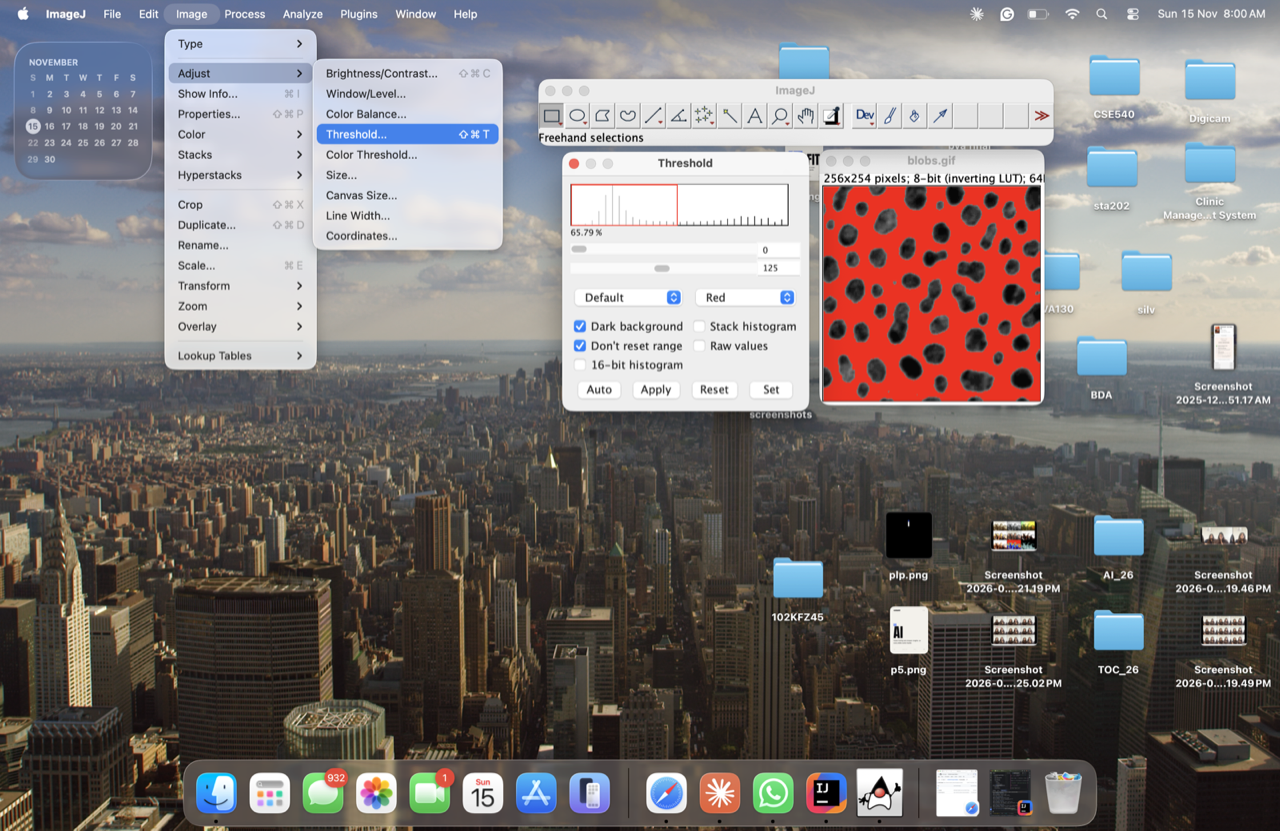 ImageJ File Edit Image Process Analyze Plugins Window Help
Sun 15 Nov 8:00 AM
NOVEMBER
S M T W T F S
1 2 3 4 5 6 7
8 9 10 11 12 13 14
15 16 17 18 19 20 21
22 23 24 25 26 27 28
29 30
Type
Adjust
Show Info... ⌘ I
Properties... ⇧ ⌘ P
Color
Stacks
Hyperstacks
Crop ⇧ ⌘ X
Duplicate... ⇧ ⌘ D
Rename...
Scale... ⌘ E
Transform
Zoom
Overlay
Lookup Tables
Brightness/Contrast... ⇧ ⌘ C
Window/Level...
Color Balance...
Threshold... ⇧ ⌘ T
Color Threshold...
Size...
Canvas Size...
Line Width...
Coordinates...
ImageJ
A Dev >>
Freehand selections
Threshold
65.79 %
0
125
Default Red
Dark background Stack histogram
Don't reset range Raw values
16-bit histogram
Auto Apply Reset Set
blobs.gif
256x254 pixels; 8-bit (inverting LUT); 64
screenshots
CSE540
Digicam
sta202
Clinic
Manage...t System
VA130
silv
BDA
Screenshot
2025-12...51.17 AM
102KFZ45
plp.png
Screenshot
2026-0....21.19 PM
AI_26
Screenshot
2026-0....19.46 PM
AI
p5.png
Screenshot
2026-0....25.02 PM
TOC_26
Screenshot
2026-0....19.49 PM
932
1
Sun
15
IJ